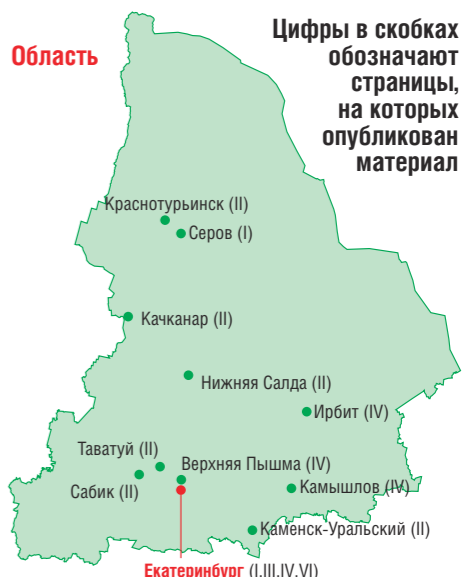 Область
Цифры в скобках
обозначают
страницы,
на которых
опубликован
материал
Краснотурьинск (II)
Серов (I)
Качканар (II)
Нижняя Салда (II)
Ирбит (IV)
Таватуй (II)
Верхняя Пышма (IV)
Сабик (II)
Камышлов (IV)
Каменск-Уральский (II)
Екатеринбург (I,III,IV,VI)